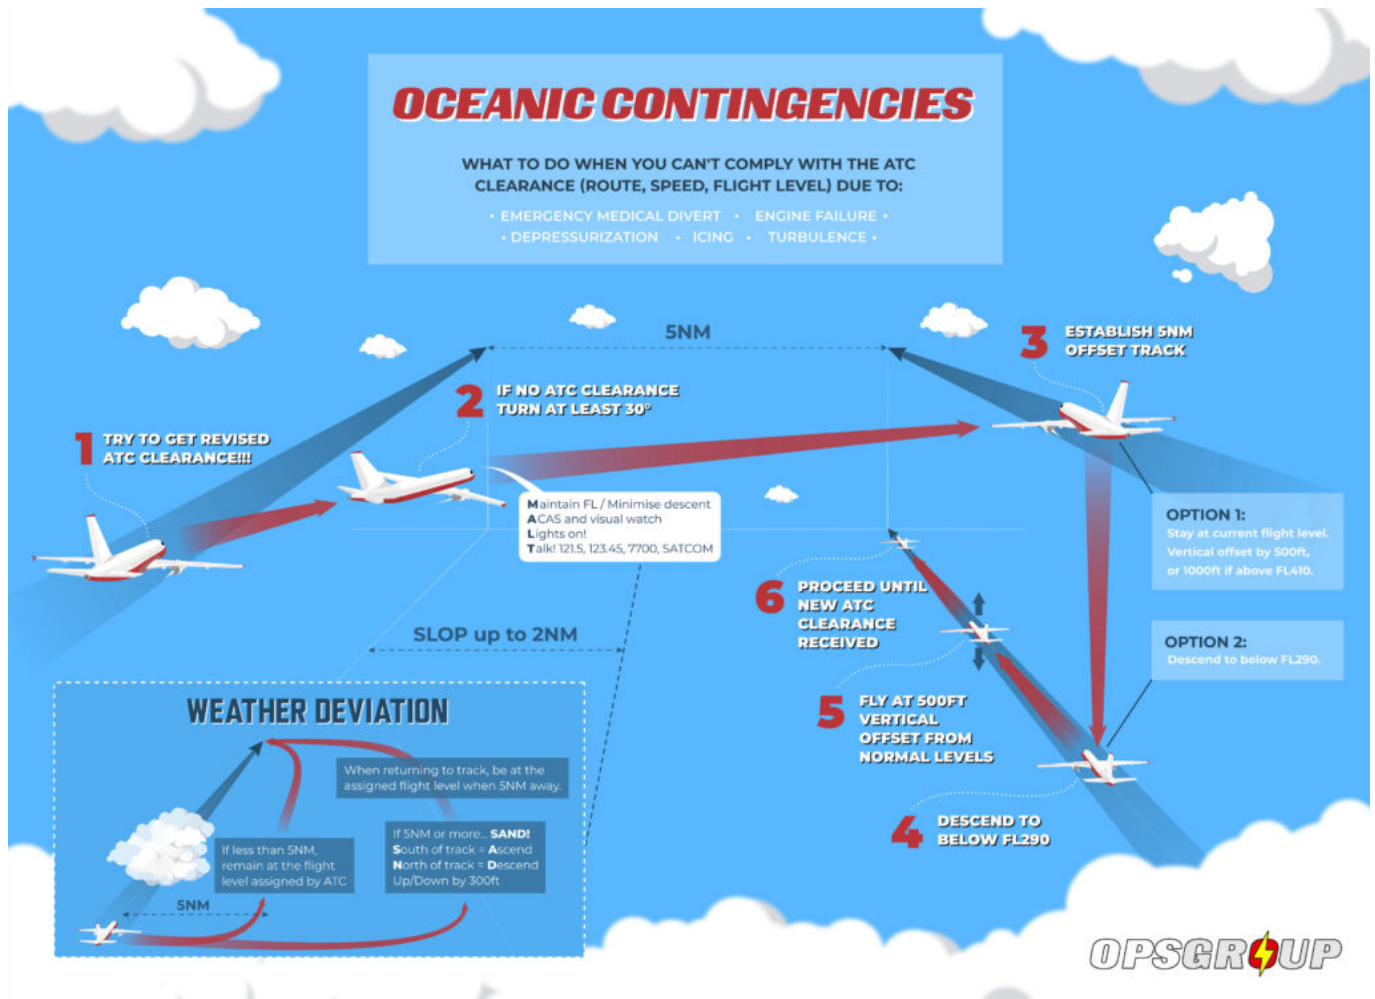 OCEANIC CONTINGENCIES
WHAT TO DO WHEN YOU CAN'T COMPLY WITH THE ATC
CLEARANCE (ROUTE, SPEED, FLIGHT LEVEL) DUE TO:
• EMERGENCY MEDICAL DIVERT • ENGINE FAILURE •
• DEPRESSURIZATION • ICING • TURBULENCE •
5NM
1 TRY TO GET REVISED
ATC CLEARANCE!!!
2 IF NO ATC CLEARANCE
TURN AT LEAST 30°
3 ESTABLISH 5NM
OFFSET TRACK
Maintain FL / Minimise descent
ACAS and visual watch
Lights on!
Talk! 121.5, 123.45, 7700, SATCOM
OPTION 1:
Stay at current flight level.
Vertical offset by 500ft,
or 1000ft if above FL410.
OPTION 2:
Descend to below FL290.
4 DESCEND TO
BELOW FL290
5 FLY AT 500FT
VERTICAL
OFFSET FROM
NORMAL LEVELS
6 PROCEED UNTIL
NEW ATC
CLEARANCE
RECEIVED
SLOP up to 2NM
WEATHER DEVIATION
When returning to track, be at the
assigned flight level when 5NM away.
If less than 5NM,
remain at the flight
level assigned by ATC
If 5NM or more... SAND!
South of track = Ascend
North of track = Descend
Up/Down by 300ft
5NM
OPSGROUP